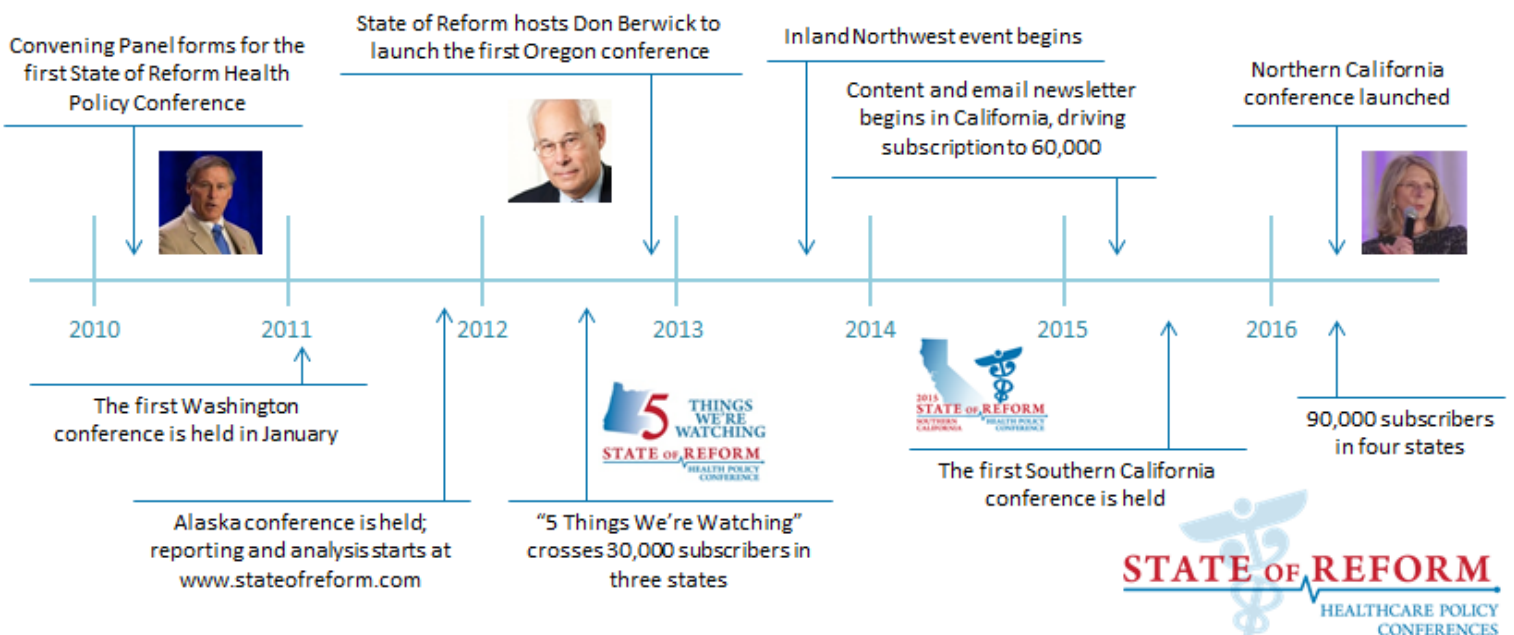 Convening Panel forms for the
first State of Reform Health
Policy Conference
State of Reform hosts Don Berwick to
launch the first Oregon conference
Inland Northwest event begins
Content and email newsletter
begins in California, driving
subscription to 60,000
Northern California
conference launched
2010
2011
2012
2013
2014
2015
2016
The first Washington
conference is held in January
Alaska conference is held;
reporting and analysis starts at
www.stateofreform.com
5 THINGS
WE'RE
WATCHING
STATE OF REFORM
HEALTH POLICY
CONFERENCE
"5 Things We're Watching"
crosses 30,000 subscribers in
three states
2015
STATE OF REFORM
SOUTHERN
CALIFORNIA
HEALTH POLICY
CONFERENCE
The first Southern California
conference is held
90,000 subscribers
in four states
STATE OF REFORM
HEALTHCARE POLICY
CONFERENCES